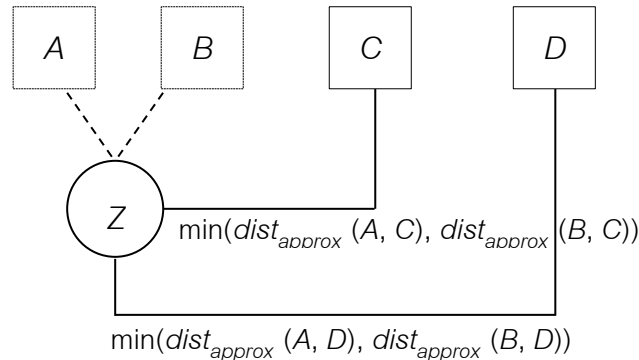 A B C D
Z
min(dist_approx (A, C), dist_approx (B, C))
min(dist_approx (A, D), dist_approx (B, D))